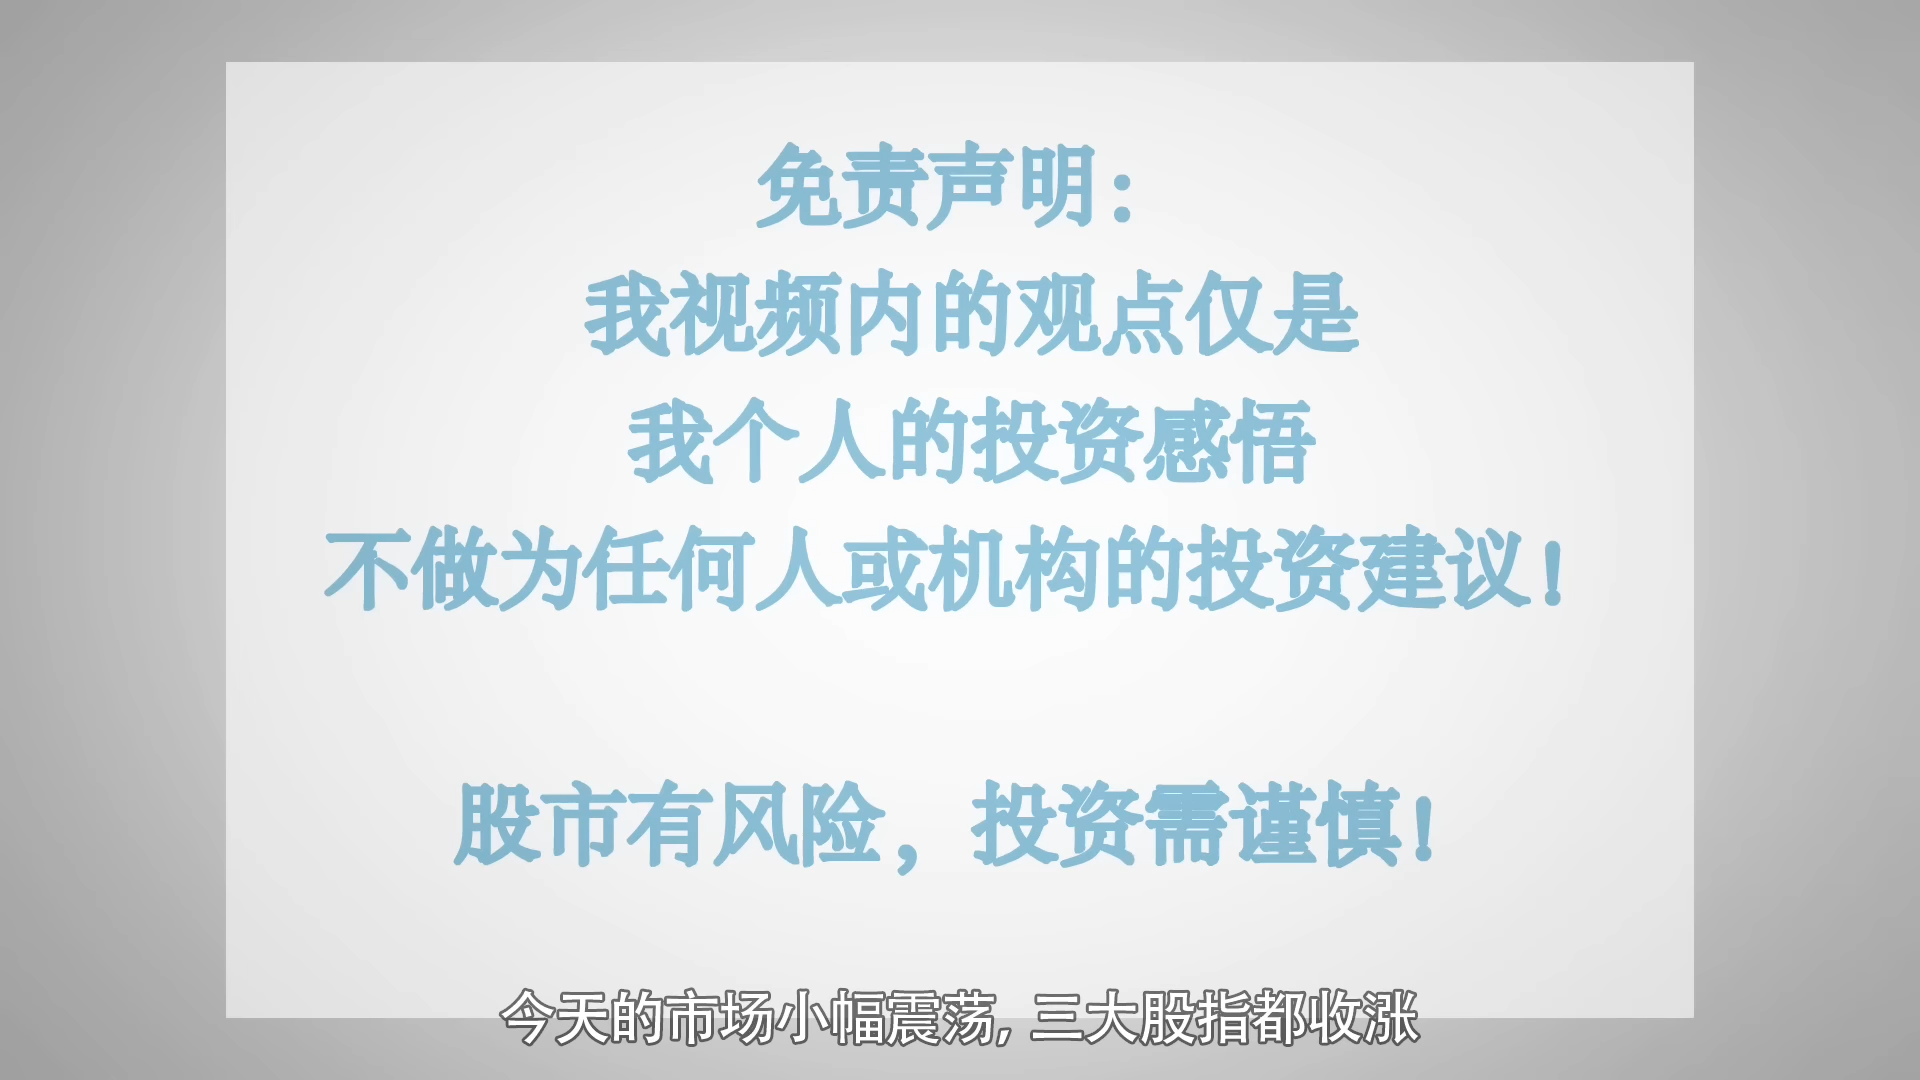 免责声明：
我视频内的观点仅是
我个人的投资感悟
不做为任何人或机构的投资建议！
股市有风险，投资需谨慎！
今天的市场小幅震荡, 三大股指都收涨